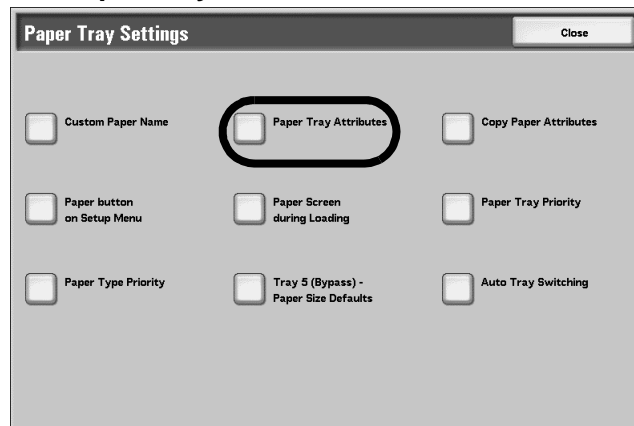 Paper Tray Settings
Close
Custom Paper Name
Paper Tray Attributes
Copy Paper Attributes
Paper button
on Setup Menu
Paper Screen
during Loading
Paper Tray Priority
Paper Type Priority
Tray 5 (Bypass) -
Paper Size Defaults
Auto Tray Switching